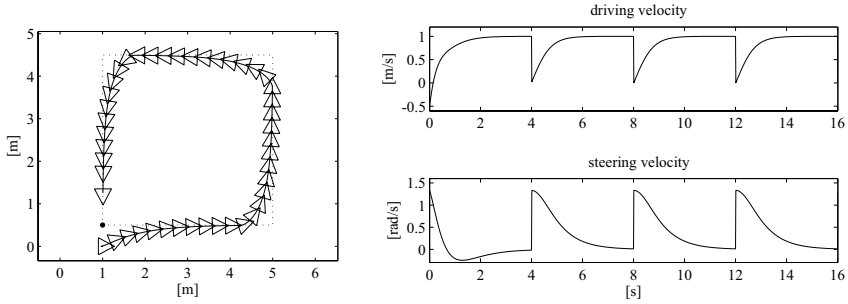 5
4
3
2
1
0
[m]
0 1 2 3 4 5 6
[m]
driving velocity
1
0.5
0
-0.5
[m/s]
0 2 4 6 8 10 12 14 16
steering velocity
1.5
1
0.5
0
[rad/s]
0 2 4 6 8 10 12 14 16
[s]